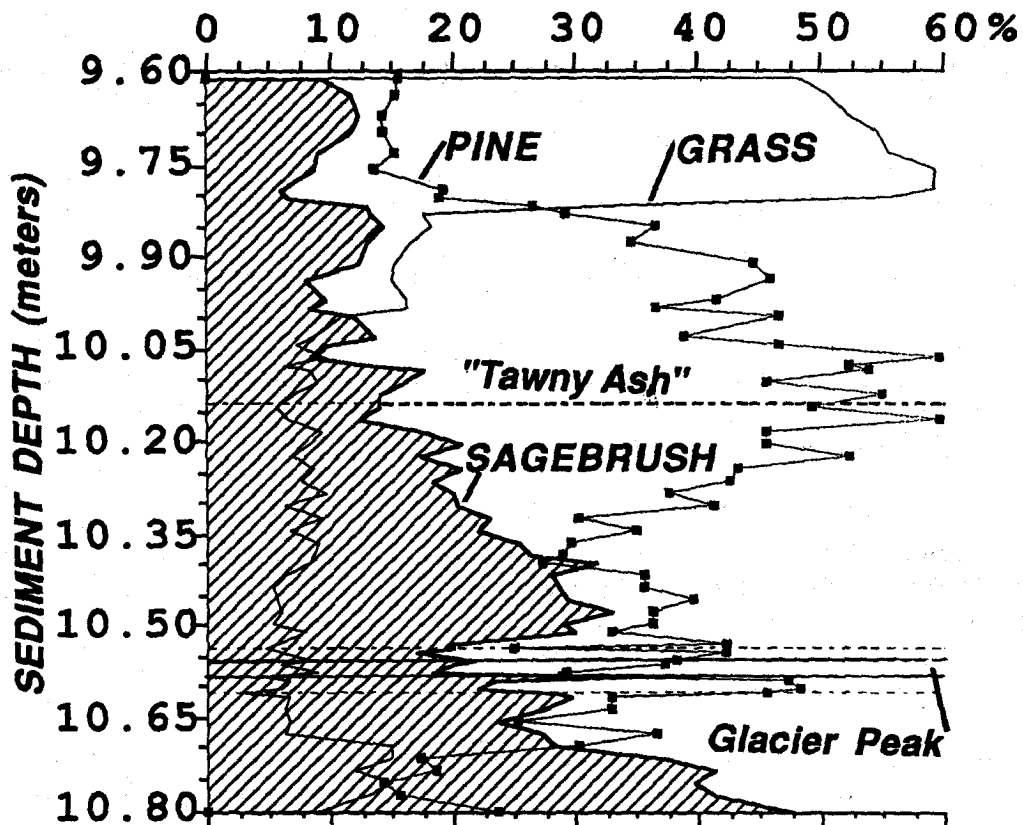 0 10 20 30 40 50 60%
9.60
PINE GRASS
9.75
9.90
10.05
"Tawny Ash"
10.20
SAGEBRUSH
10.35
10.50
10.65
Glacier Peak
10.80
SEDIMENT DEPTH (meters)